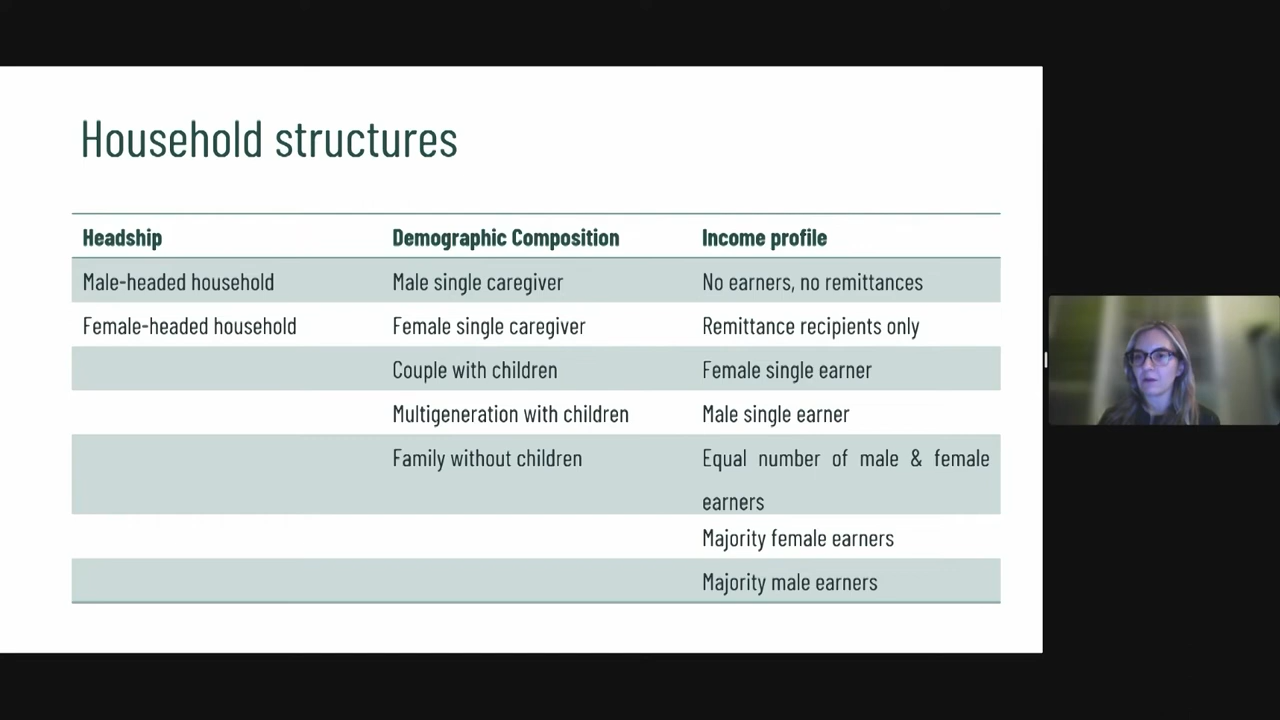 Household structures
Headship Demographic Composition Income profile
Male-headed household Male single caregiver No earners, no remittances
Female-headed household Female single caregiver Remittance recipients only
Couple with children Female single earner
Multigeneration with children Male single earner
Family without children Equal number of male & female
earners
Majority female earners
Majority male earners